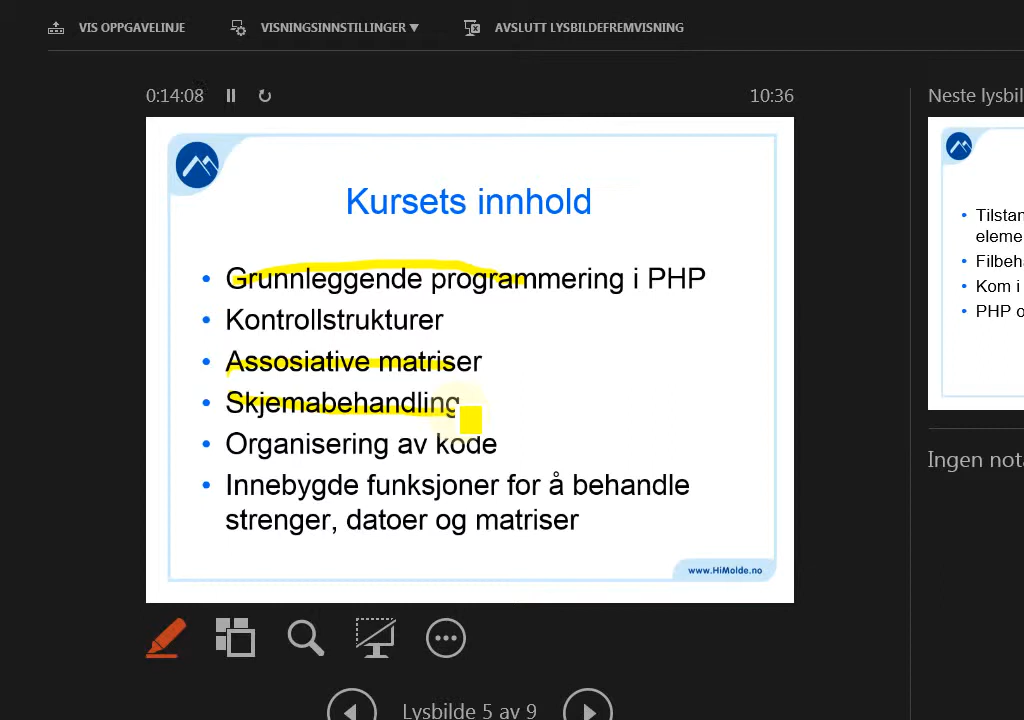 VIS OPPGAVELINJE
VISNINGSINNSTILLINGER ▼
AVSLUTT LYSBILDEFREMVISNING
0:14:08
10:36
Neste lysbil
Kursets innhold
• Grunnleggende programmering i PHP
• Kontrollstrukturer
• Assosiative matriser
• Skjemabehandling
• Organisering av kode
• Innebygde funksjoner for å behandle
strenger, datoer og matriser
www.HiMolde.no
• Tilstan
eleme
• Filbeh
• Kom i
• PHP o
Ingen nota
Lysbilde 5 av 9